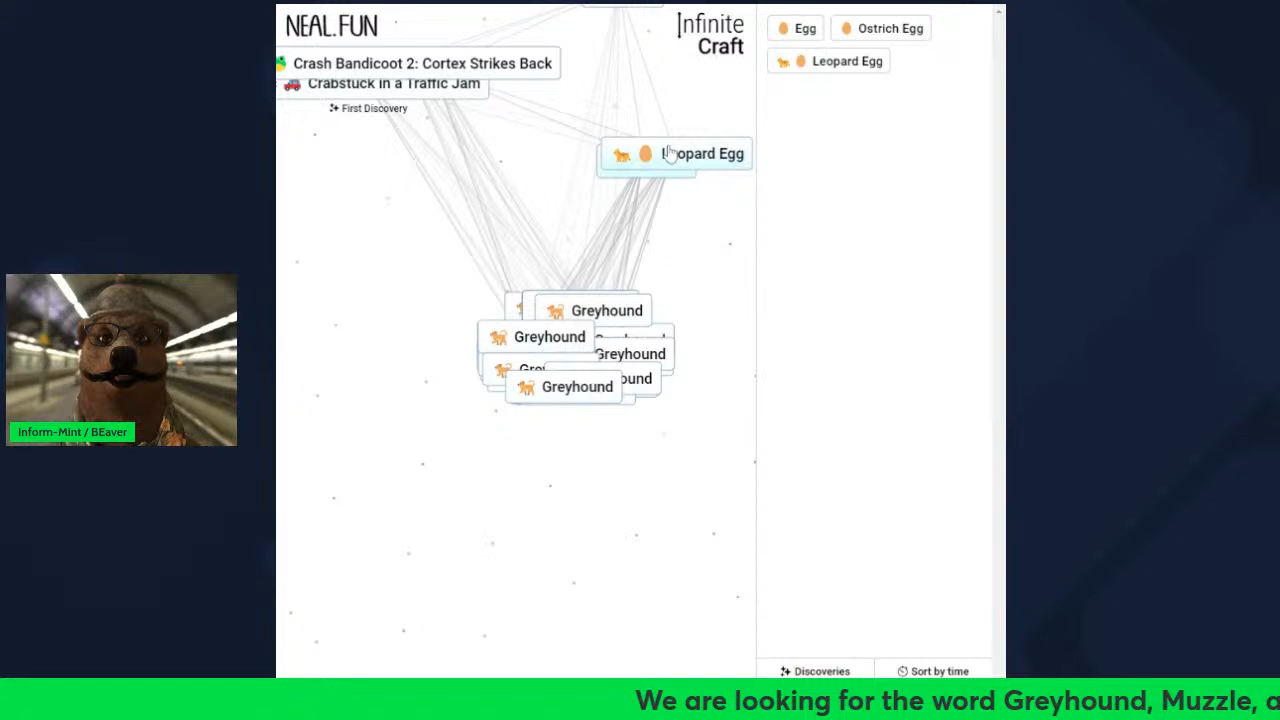 NEAL.FUN
Infinite
Craft
Crash Bandicoot 2: Cortex Strikes Back
Crabstuck in a Traffic Jam
First Discovery
Leopard Egg
Greyhound
Greyhound
Greyhound
Greyhound
Egg
Ostrich Egg
Leopard Egg
Discoveries
Sort by time
Inform-Mint / BEaver
We are looking for the word Greyhound, Muzzle,